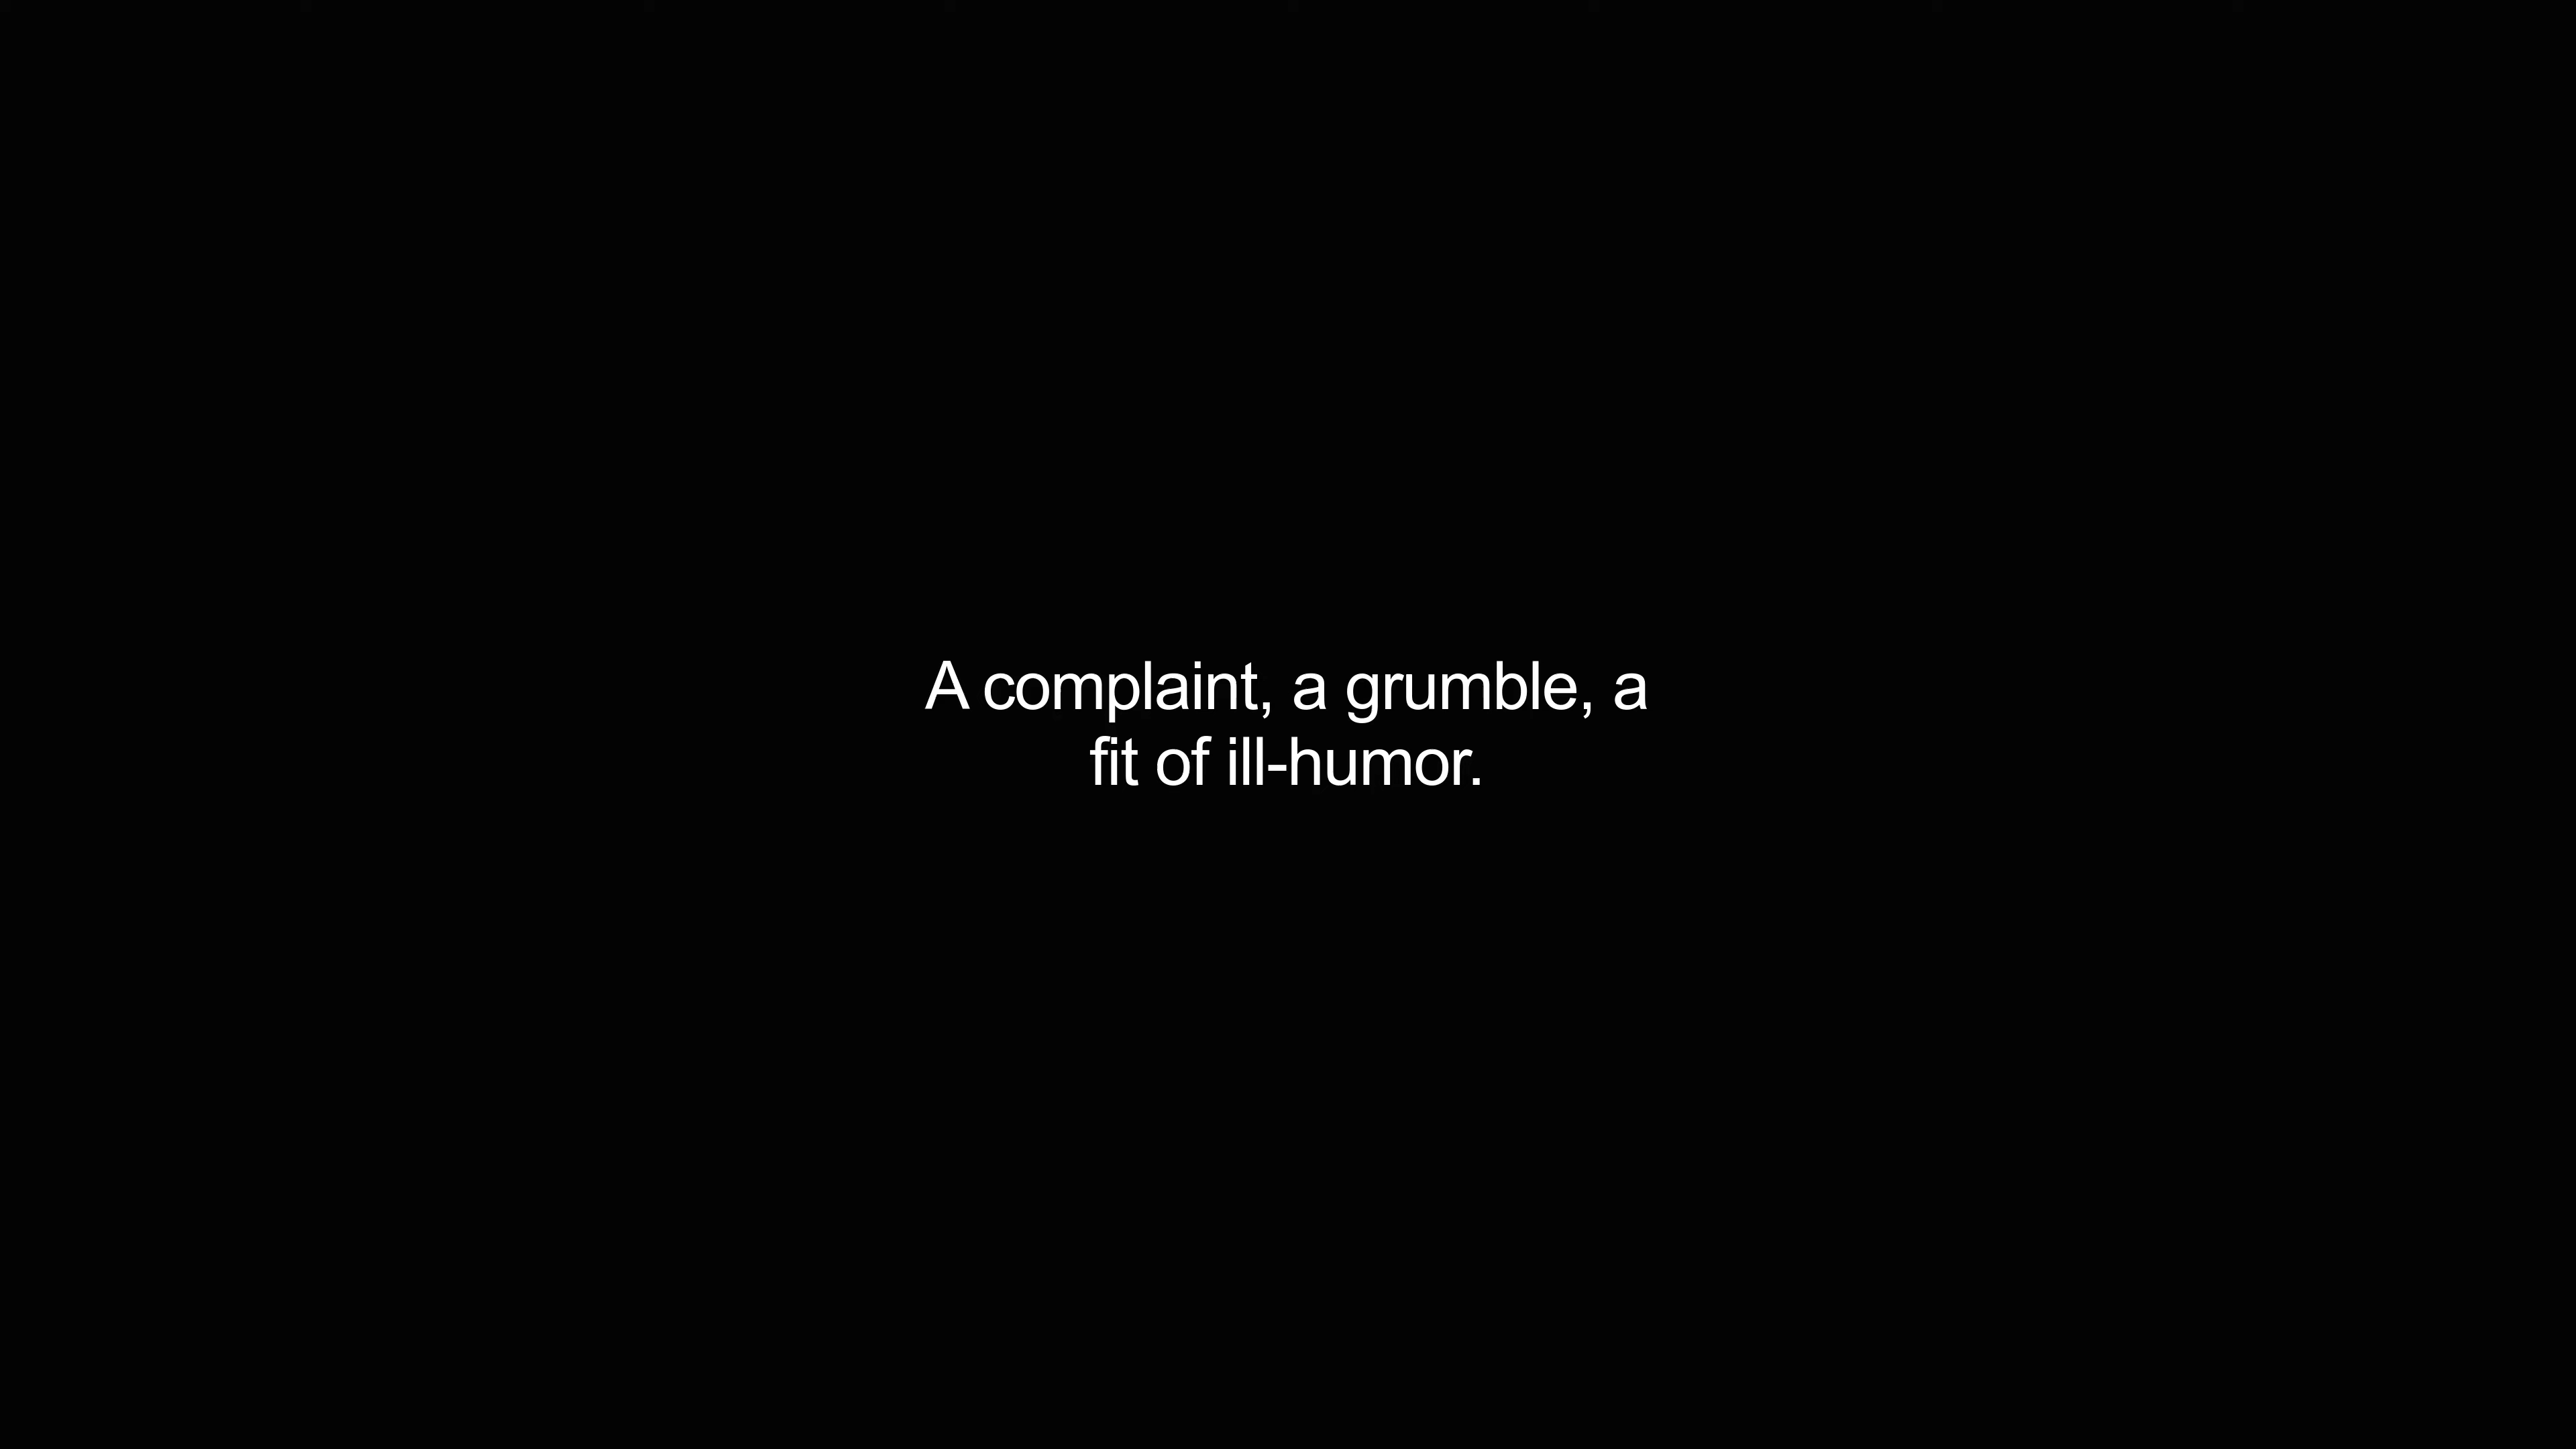 A complaint, a grumble, a
fit of ill-humor.